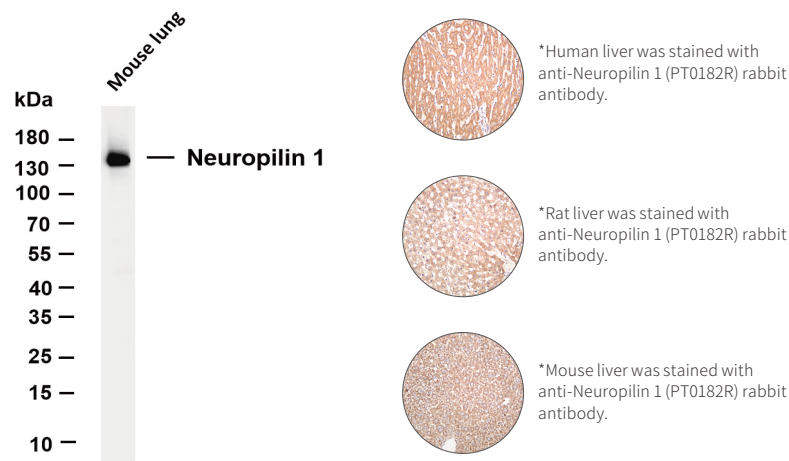 Mouse lung
kDa
180
130
100
70
55
40
35
25
15
10
Neuropilin 1
*Human liver was stained with
anti-Neuropilin 1 (PT0182R) rabbit
antibody.
*Rat liver was stained with
anti-Neuropilin 1 (PT0182R) rabbit
antibody.
*Mouse liver was stained with
anti-Neuropilin 1 (PT0182R) rabbit
antibody.